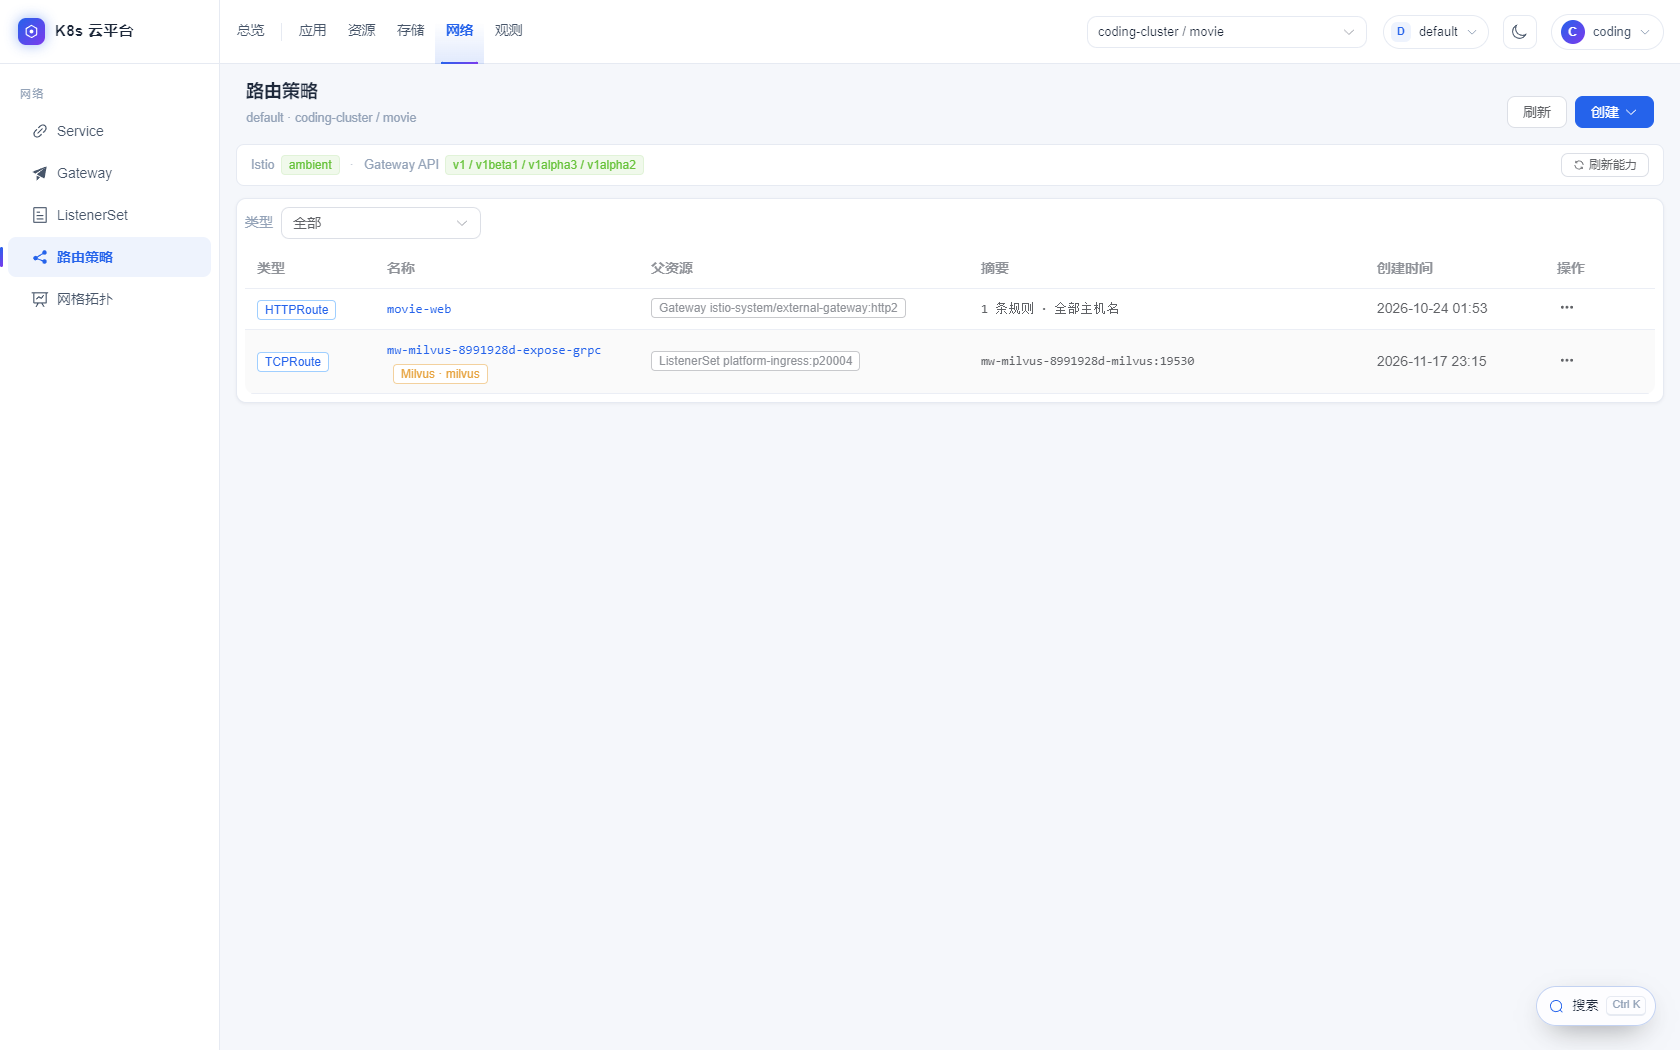 K8s 云平台
总览
应用
资源
存储
网络
观测
coding-cluster / movie
D default
C coding
网络
Service
Gateway
ListenerSet
路由策略
网格拓扑
路由策略
default · coding-cluster / movie
刷新
创建
Istio ambient · Gateway API v1 / v1beta1 / v1alpha3 / v1alpha2
刷新能力
类型 全部
类型 名称 父资源 摘要 创建时间 操作
HTTPRoute movie-web Gateway istio-system/external-gateway:http2 1 条规则 · 全部主机名 2026-10-24 01:53 •••
TCPRoute mw-milvus-8991928d-expose-grpc ListenerSet platform-ingress:p20004 mw-milvus-8991928d-milvus:19530 2026-11-17 23:15 •••
Milvus · milvus
搜索 Ctrl K